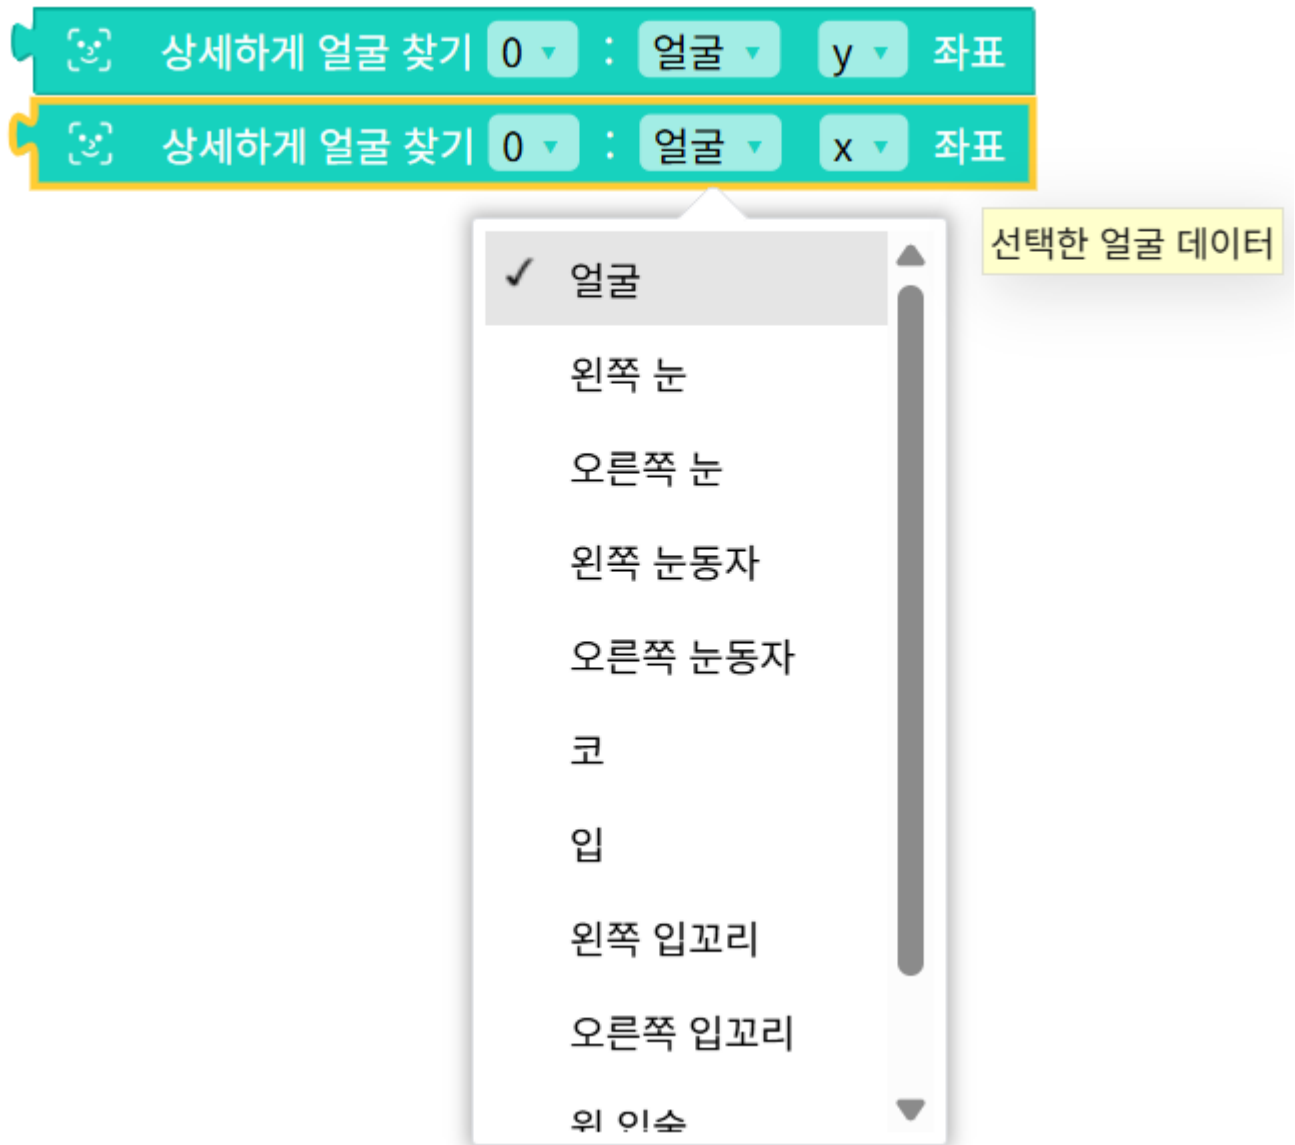 상세하게 얼굴 찾기 0 : 얼굴 y 좌표
상세하게 얼굴 찾기 0 : 얼굴 x 좌표
선택한 얼굴 데이터
얼굴
왼쪽 눈
오른쪽 눈
왼쪽 눈동자
오른쪽 눈동자
코
입
왼쪽 입꼬리
오른쪽 입꼬리
위 입술